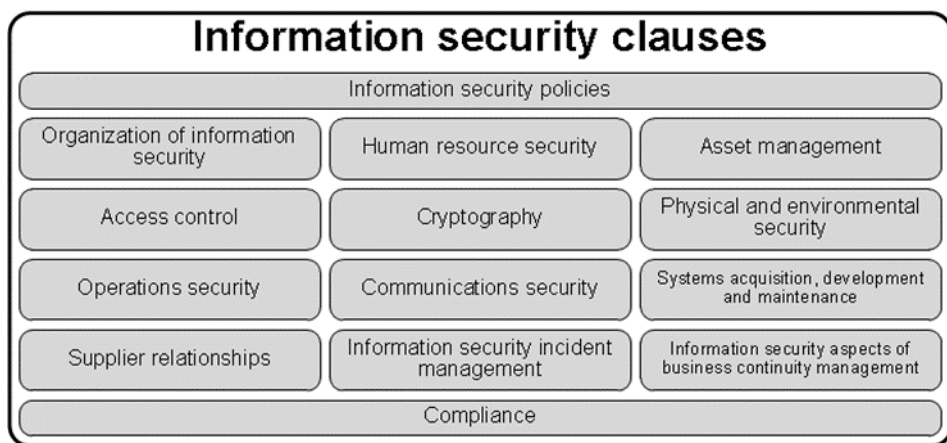 Information security clauses
Information security policies
Organization of information
security
Human resource security
Asset management
Access control
Cryptography
Physical and environmental
security
Operations security
Communications security
Systems acquisition, development
and maintenance
Supplier relationships
Information security incident
management
Information security aspects of
business continuity management
Compliance